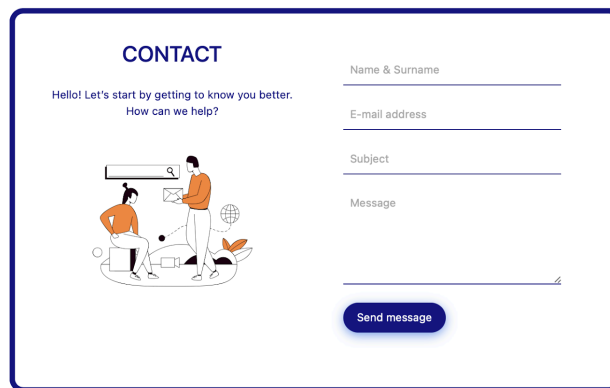 CONTACT
Hello! Let's start by getting to know you better.
How can we help?
Name & Surname
E-mail address
Subject
Message
Send message